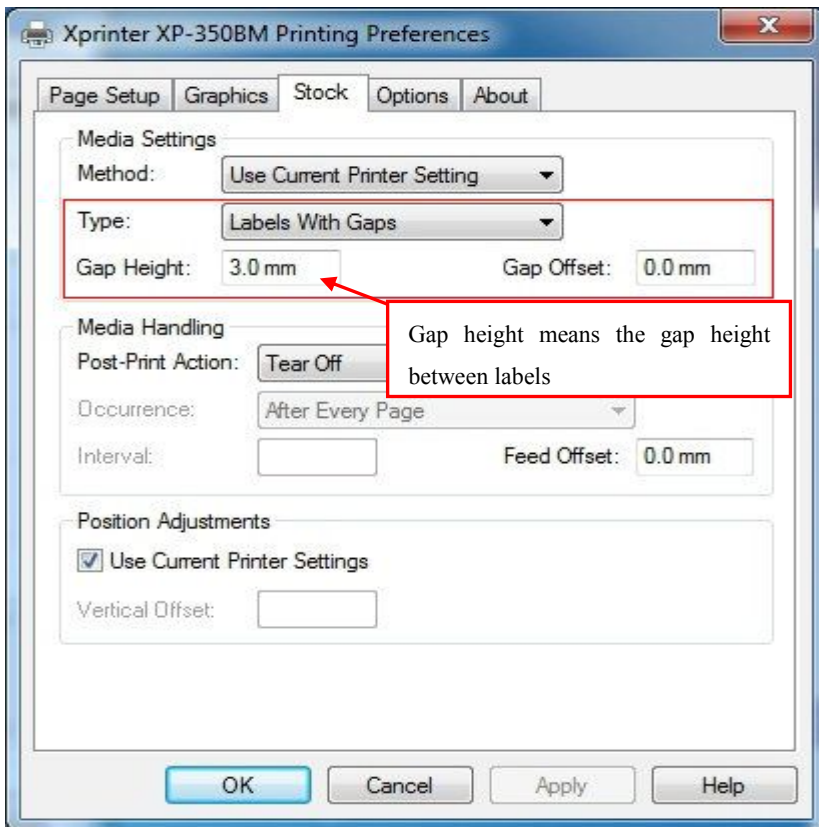 Xprinter XP-350BM Printing Preferences
Page Setup Graphics Stock Options About
Media Settings
Method: Use Current Printer Setting
Type: Labels With Gaps
Gap Height: 3.0 mm Gap Offset: 0.0 mm
Gap height means the gap height
between labels
Media Handling
Post-Print Action: Tear Off
Occurrence: After Every Page
Interval: Feed Offset: 0.0 mm
Position Adjustments
Use Current Printer Settings
Vertical Offset:
OK Cancel Apply Help